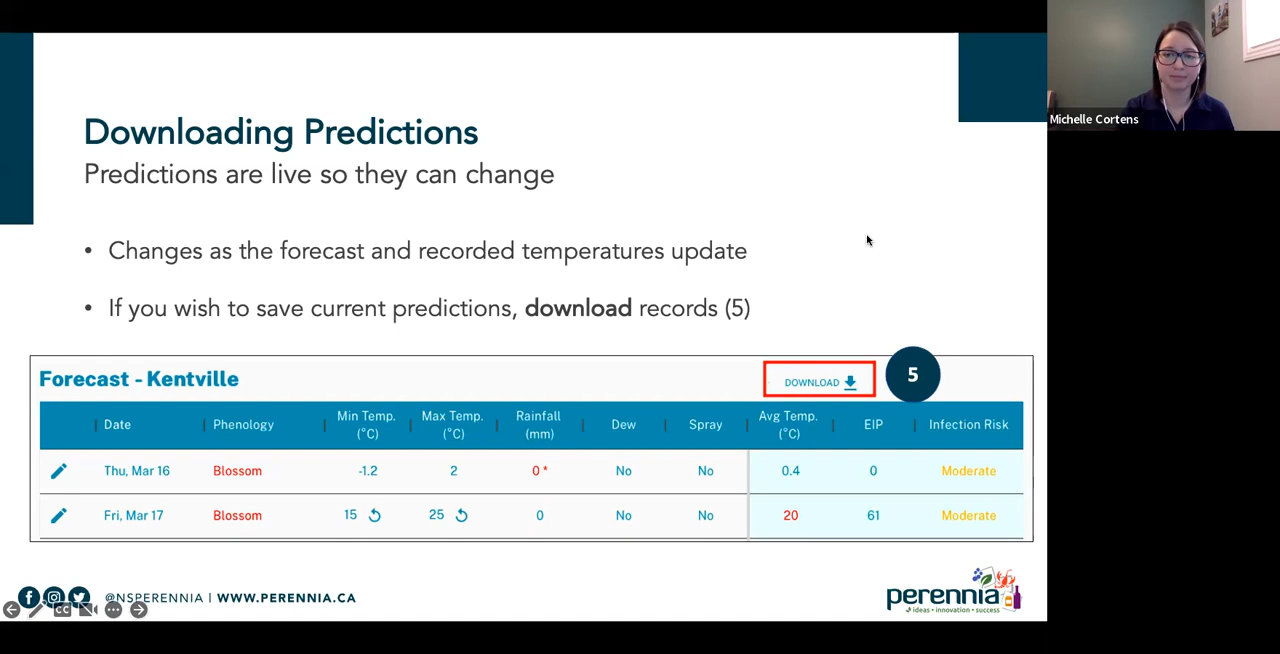 Downloading Predictions
Predictions are live so they can change
• Changes as the forecast and recorded temperatures update
• If you wish to save current predictions, download records (5)
Forecast - Kentville
DOWNLOAD
5
Date Phenology Min Temp. (°C) Max Temp. (°C) Rainfall (mm) Dew Spray Avg Temp. (°C) EIP Infection Risk
Thu, Mar 16 Blossom -1.2 2 0 * No No 0.4 0 Moderate
Fri, Mar 17 Blossom 15 25 0 No No 20 61 Moderate
@NSPERENNIA | WWW.PERENNIA.CA
CC
perennia
ideas • innovation • success
Michelle Cortens